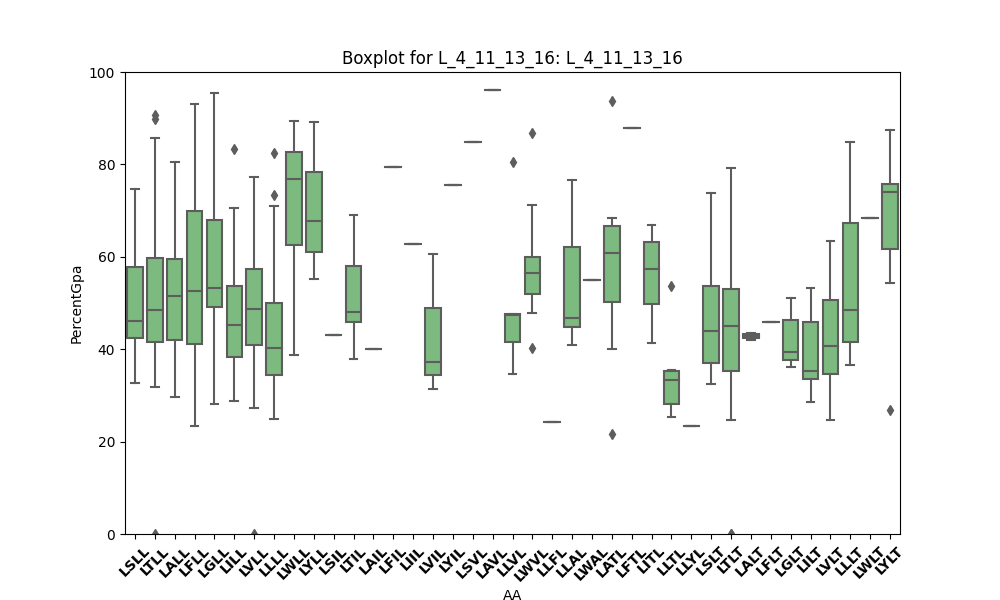 Boxplot for L_4_11_13_16: L_4_11_13_16
100
80
60
40
20
0
PercentGpa
LSLL LTLL LALL LFLL LGLL LILL LVLL LLLL LWLL LYLL LSIL LTIL LAIL LFIL LIIL LVIL LYIL LSVL LAVL LLVL LWVL LLFL LLAL LWAL LATL LFTL LITL LLTL LLYL LSLT LTLT LALT LFLT LGLT LILT LVLT LLLT LWLT LYLT
AA